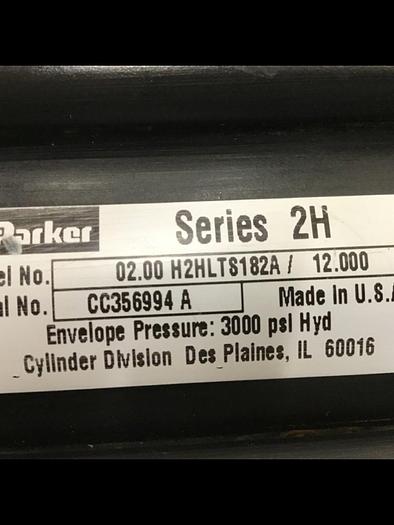 Parker Series 2H
el No. 02.00 H2HLTS182A / 12.000
al No. CC356994 A Made in U.S.A
Envelope Pressure: 3000 psi Hyd
Cylinder Division Des Plaines, IL 60016